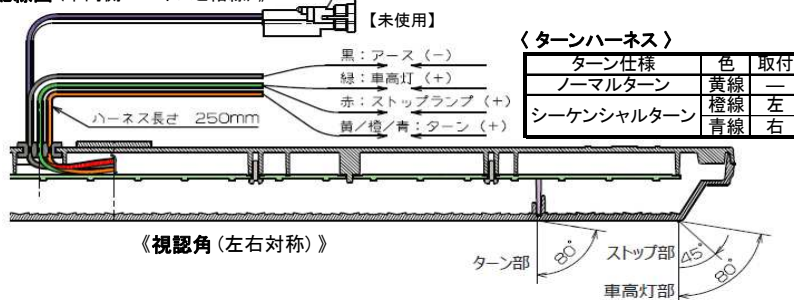 【未使用】
黒：アース (−)
緑：車高灯 (+)
赤：ストップランプ (+)
黄/橙/青：ターン (+)
ハーネス長さ 250mm
〈 ターンハーネス 〉
ターン仕様 色 取付
ノーマルターン 黄線 —
シーケンシャルターン 橙線 左
青線 右
《視認角(左右対称) 》
ターン部 80°
ストップ部 45°
車高灯部 80°